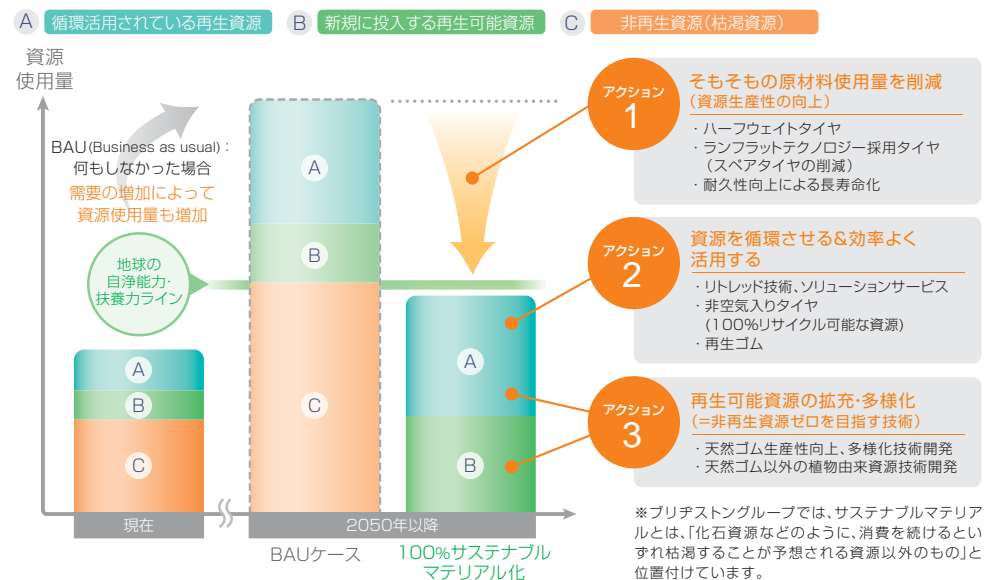 A 循環活用されている再生資源
B 新規に投入する再生可能資源
C 非再生資源(枯渇資源)
資源
使用量
BAU(Business as usual)：
何もしなかった場合
需要の増加によって
資源使用量も増加
地球の
自浄能力・
扶養力ライン
A
B
C
A
B
C
A
B
現在
2050年以降
BAUケース
100%サステナブル
マテリアル化
アクション
1
そもそもの原材料使用量を削減
(資源生産性の向上)
・ハーフウェイトタイヤ
・ランフラットテクノロジー採用タイヤ
(スペアタイヤの削減)
・耐久性向上による長寿命化
アクション
2
資源を循環させる&効率よく
活用する
・リトレッド技術、ソリューションサービス
・非空気入りタイヤ
(100%リサイクル可能な資源)
・再生ゴム
アクション
3
再生可能資源の拡充・多様化
(=非再生資源ゼロを目指す技術)
・天然ゴム生産性向上、多様化技術開発
・天然ゴム以外の植物由来資源技術開発
※ブリヂストングループでは、サステナブルマテリア
ルとは、「化石資源などのように、消費を続けるとい
ずれ枯渇することが予想される資源以外のもの」と
位置付けています。